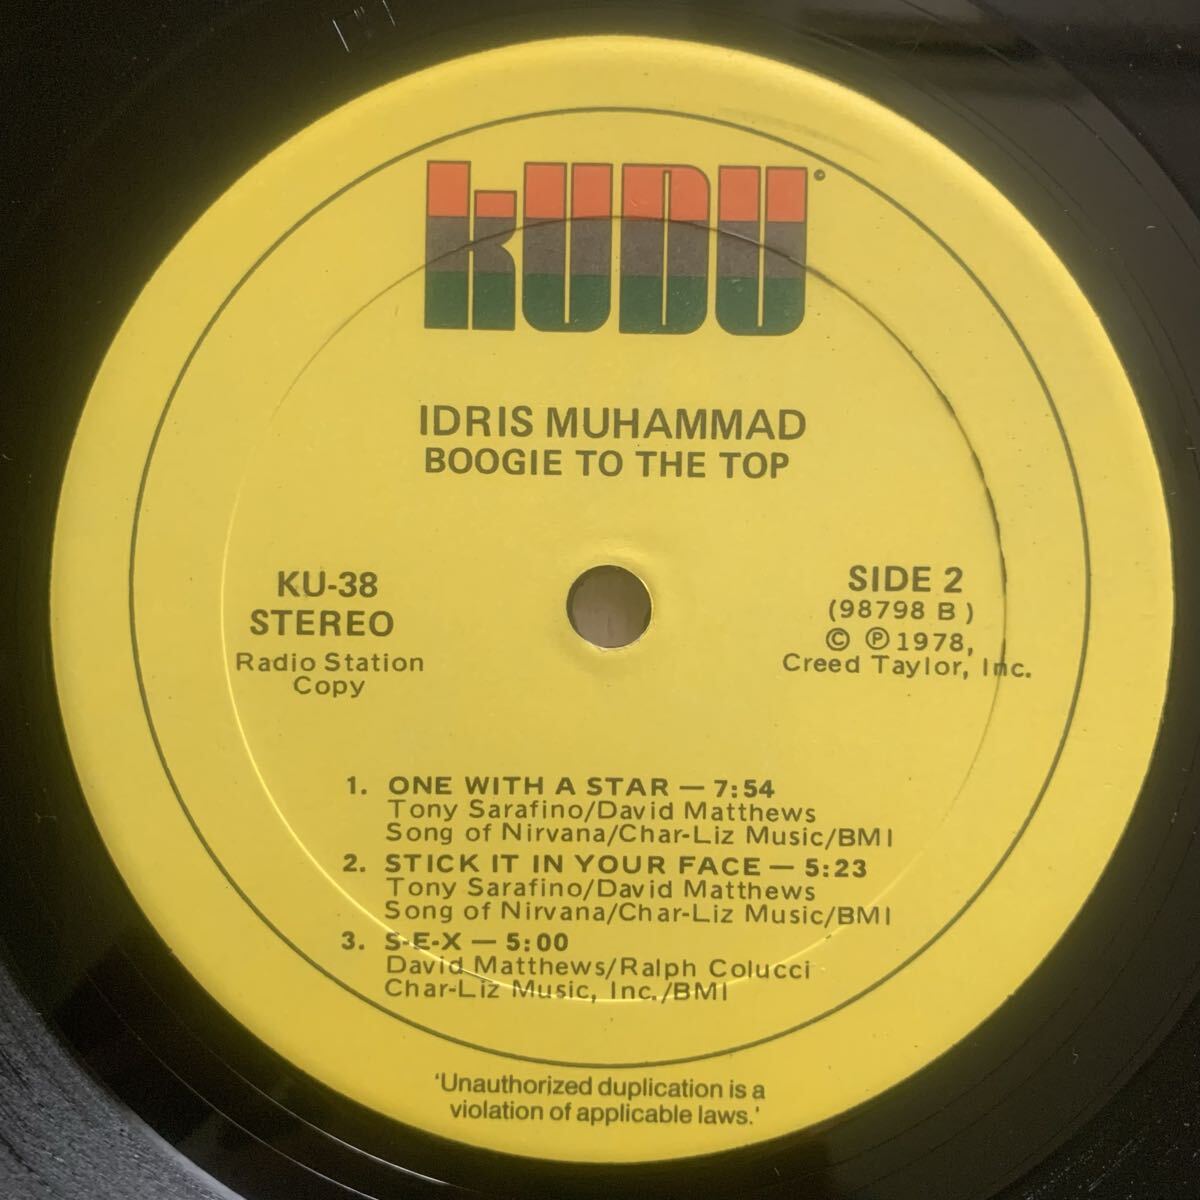 KUDU
IDRIS MUHAMMAD
BOOGIE TO THE TOP
KU-38
STEREO
Radio Station
Copy
SIDE 2
(98798 B)
© ℗ 1978,
Creed Taylor, Inc.
1. ONE WITH A STAR — 7:54
Tony Sarafino/David Matthews
Song of Nirvana/Char-Liz Music/BMI
2. STICK IT IN YOUR FACE — 5:23
Tony Sarafino/David Matthews
Song of Nirvana/Char-Liz Music/BMI
3. S-E-X — 5:00
David Matthews/Ralph Colucci
Char-Liz Music, Inc./BMI
'Unauthorized duplication is a
violation of applicable laws.'